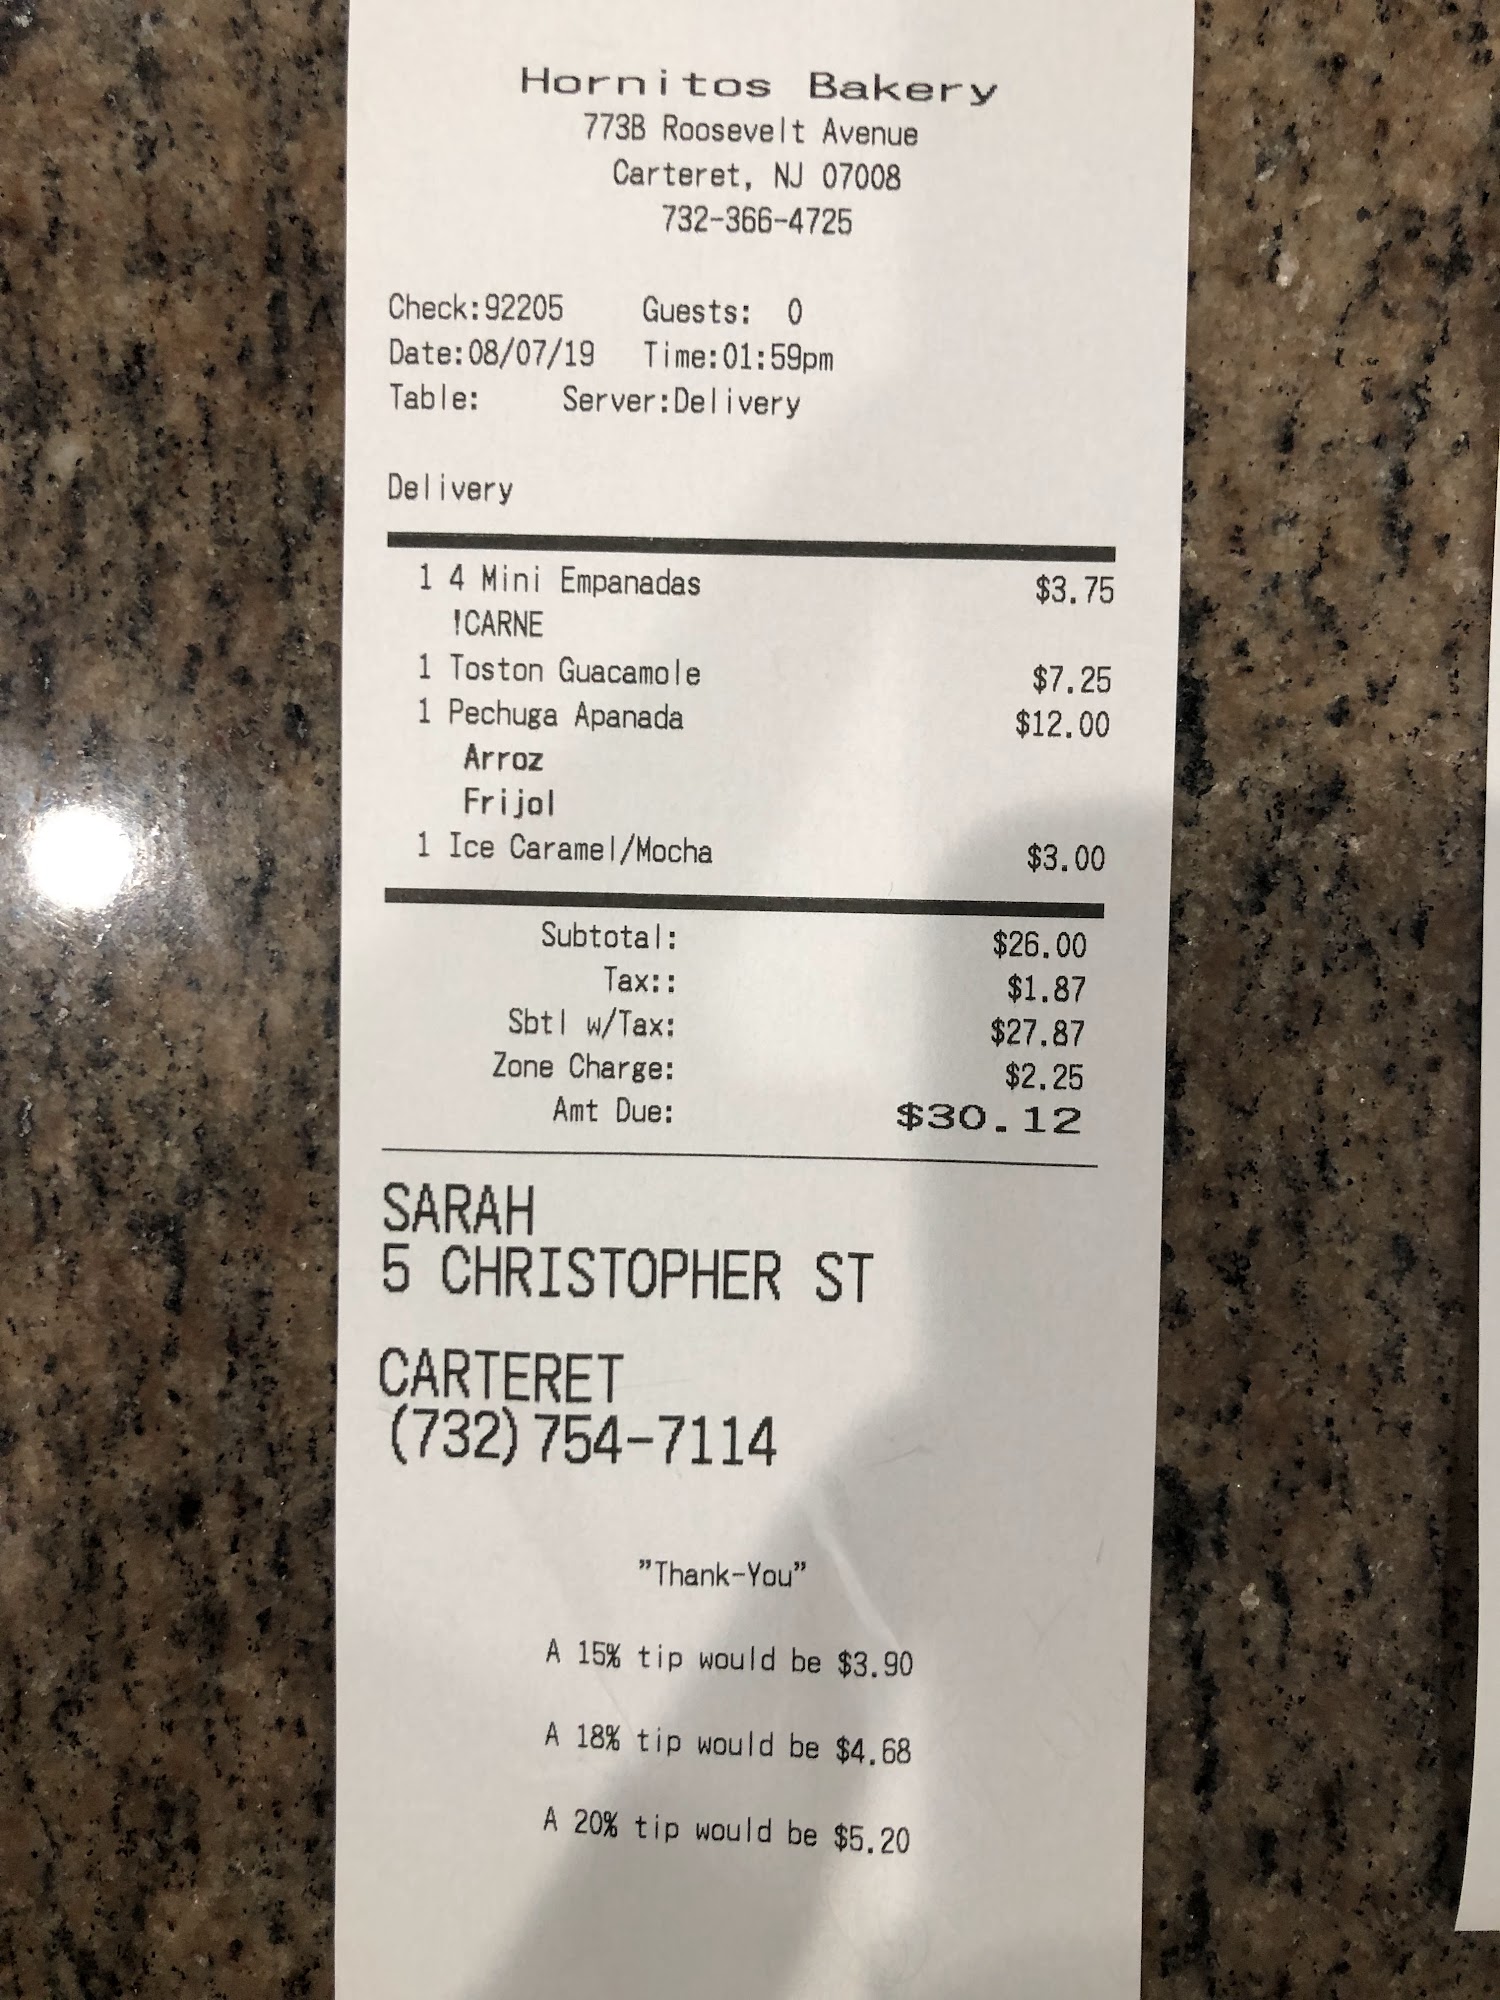 Hornitos Bakery
773B Roosevelt Avenue
Carteret, NJ 07008
732-366-4725
Check:92205 Guests: 0
Date:08/07/19 Time:01:59pm
Table: Server:Delivery
Delivery
1 4 Mini Empanadas $3.75
!CARNE
1 Toston Guacamole $7.25
1 Pechuga Apanada $12.00
Arroz
Frijol
1 Ice Caramel/Mocha $3.00
Subtotal: $26.00
Tax:: $1.87
Sbtl w/Tax: $27.87
Zone Charge: $2.25
Amt Due: $30.12
SARAH
5 CHRISTOPHER ST
CARTERET
(732)754-7114
"Thank-You"
A 15% tip would be $3.90
A 18% tip would be $4.68
A 20% tip would be $5.20